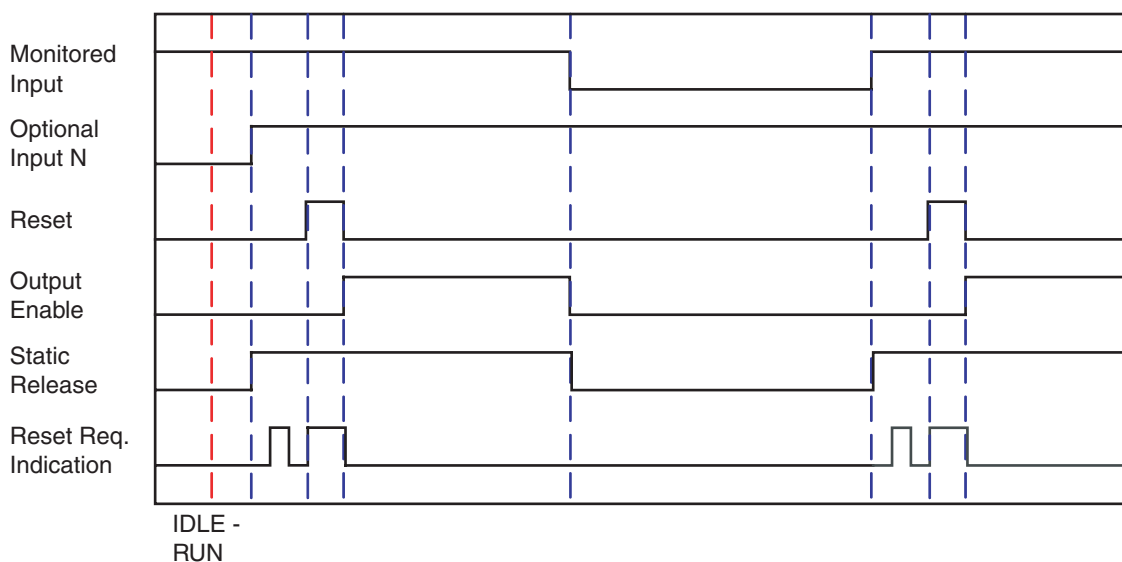 Monitored
Input
Optional
Input N
Reset
Output
Enable
Static
Release
Reset Req.
Indication
IDLE -
RUN